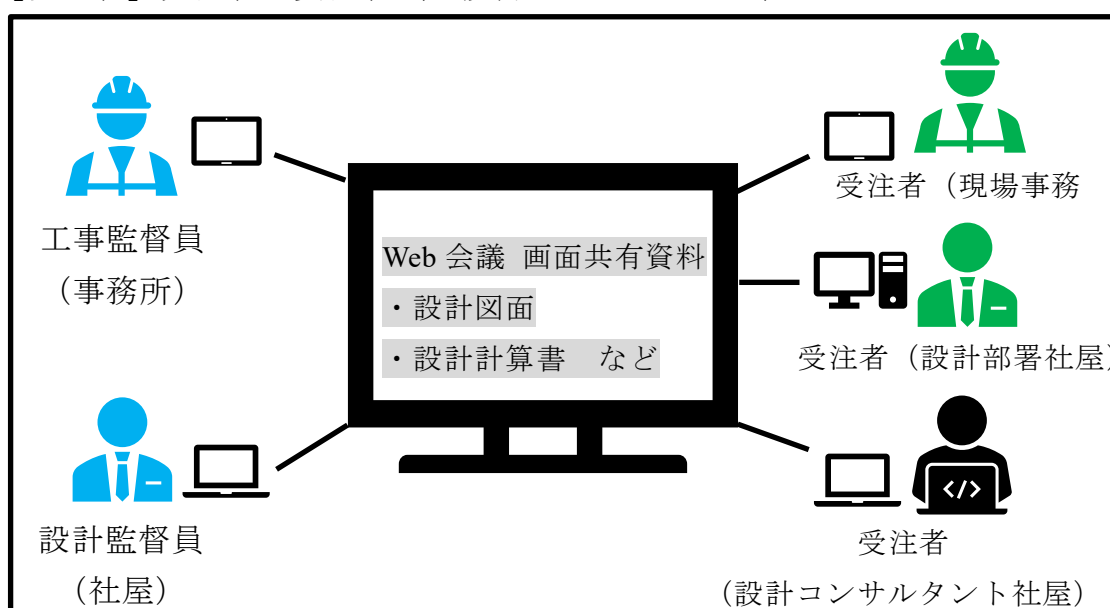 工事監督員
（事務所）
設計監督員
（社屋）
Web 会議 画面共有資料
・設計図面
・設計計算書　など
受注者（現場事務
受注者（設計部署社屋）
</>
受注者
（設計コンサルタント社屋）